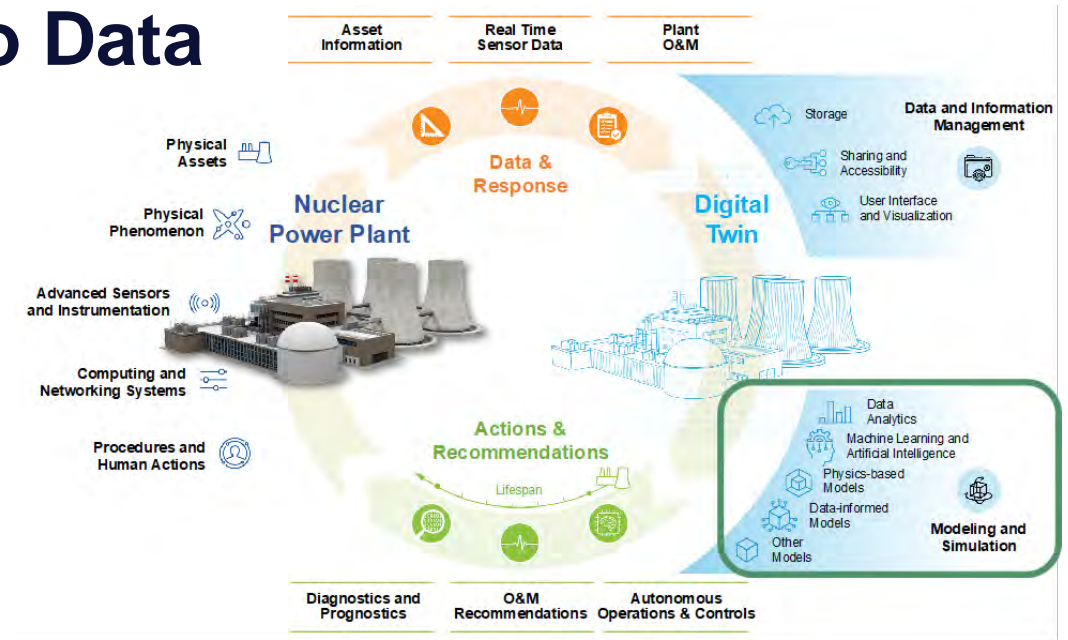 o Data
Asset
Information
Real Time
Sensor Data
Plant
O&M
Data &
Response
Physical
Assets
Physical
Phenomenon
Advanced Sensors
and Instrumentation
Computing and
Networking Systems
Procedures and
Human Actions
Nuclear
Power Plant
Digital
Twin
Storage
Sharing and
Accessibility
User Interface
and Visualization
Data and Information
Management
Data
Analytics
Machine Learning and
Artificial Intelligence
Physics-based
Models
Data-informed
Models
Other
Models
Modeling and
Simulation
Actions &
Recommendations
Lifespan
Diagnostics and
Prognostics
O&M
Recommendations
Autonomous
Operations & Controls